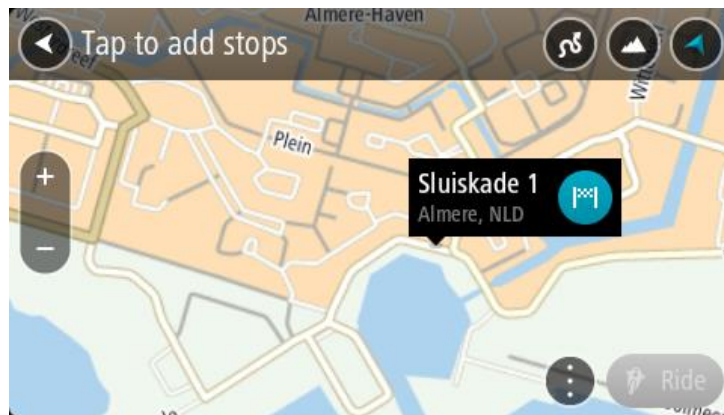 Almere-Haven
Tap to add stops
Plein
Sluiskade 1
Almere, NLD
+
−
Ride